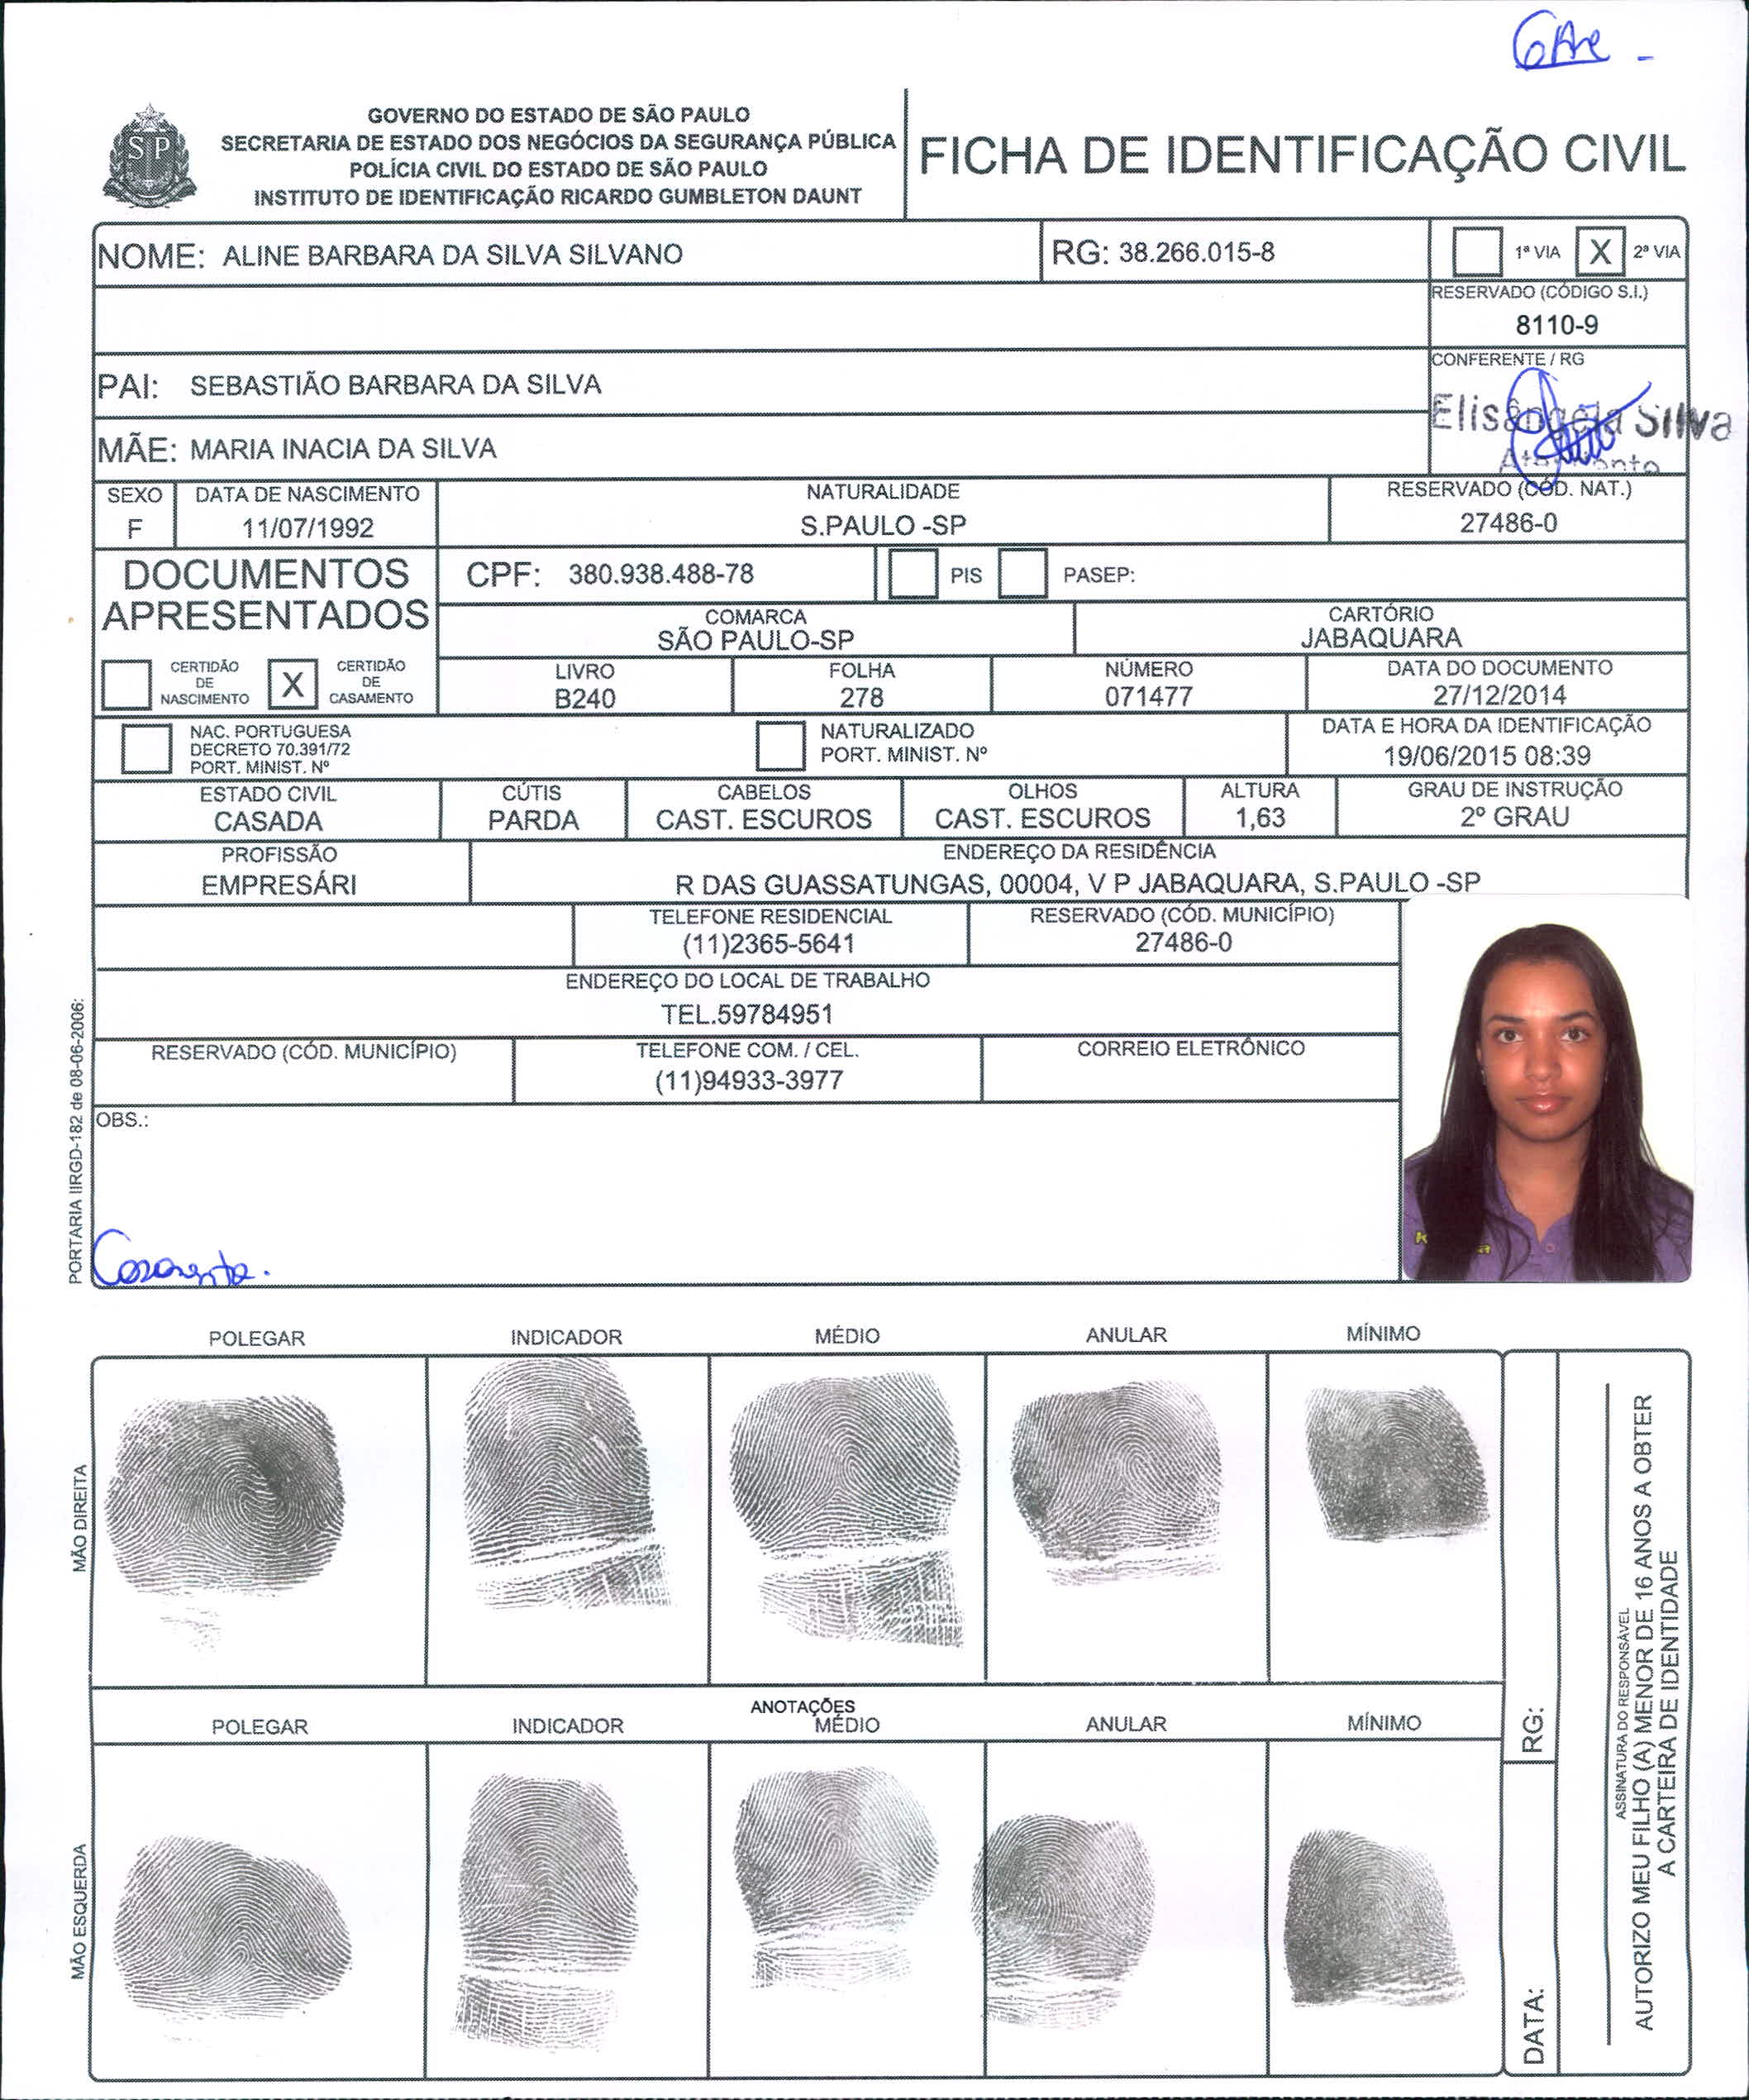 GOVERNO DO ESTADO DE SÃO PAULO
SECRETARIA DE ESTADO DOS NEGÓCIOS DA SEGURANÇA PÚBLICA
POLÍCIA CIVIL DO ESTADO DE SÃO PAULO
INSTITUTO DE IDENTIFICAÇÃO RICARDO GUMBLETON DAUNT
SP
FICHA DE IDENTIFICAÇÃO CIVIL
NOME: ALINE BARBARA DA SILVA SILVANO
RG: 38.266.015-8
1ª VIA X 2ª VIA
RESERVADO (CÓDIGO S.I.)
8110-9
PAI: SEBASTIÃO BARBARA DA SILVA
CONFERENTE / RG
Elisângela Silva
MÃE: MARIA INACIA DA SILVA
SEXO
F
DATA DE NASCIMENTO
11/07/1992
NATURALIDADE
S.PAULO -SP
RESERVADO (CÓD. NAT.)
27486-0
DOCUMENTOS
APRESENTADOS
CPF: 380.938.488-78
PIS
PASEP:
COMARCA
SÃO PAULO-SP
CARTÓRIO
JABAQUARA
CERTIDÃO
DE
NASCIMENTO
X
CERTIDÃO
DE
CASAMENTO
LIVRO
B240
FOLHA
278
NÚMERO
071477
DATA DO DOCUMENTO
27/12/2014
NAC. PORTUGUESA
DECRETO 70.391/72
PORT. MINIST. Nº
NATURALIZADO
PORT. MINIST. Nº
DATA E HORA DA IDENTIFICAÇÃO
19/06/2015 08:39
ESTADO CIVIL
CASADA
CÚTIS
PARDA
CABELOS
CAST. ESCUROS
OLHOS
CAST. ESCUROS
ALTURA
1,63
GRAU DE INSTRUÇÃO
2º GRAU
PROFISSÃO
EMPRESÁRI
ENDEREÇO DA RESIDÊNCIA
R DAS GUASSATUNGAS, 00004, V P JABAQUARA, S.PAULO -SP
TELEFONE RESIDENCIAL
(11)2365-5641
RESERVADO (CÓD. MUNICÍPIO)
27486-0
ENDEREÇO DO LOCAL DE TRABALHO
TEL.59784951
RESERVADO (CÓD. MUNICÍPIO)
TELEFONE COM. / CEL.
(11)94933-3977
CORREIO ELETRÔNICO
OBS.:
PORTARIA IIRGD-182 de 08-06-2006:
POLEGAR INDICADOR MÉDIO ANULAR MÍNIMO
MÃO DIREITA
ANOTAÇÕES
POLEGAR INDICADOR MÉDIO ANULAR MÍNIMO
MÃO ESQUERDA
RG:
DATA:
ASSINATURA DO RESPONSÁVEL
AUTORIZO MEU FILHO (A) MENOR DE 16 ANOS A OBTER
A CARTEIRA DE IDENTIDADE